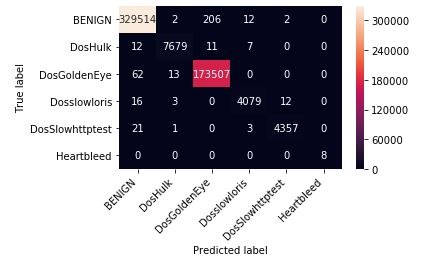 BENIGN 329514 2 206 12 2 0
DosHulk 12 7679 11 7 0 0
DosGoldenEye 62 13 173507 0 0 0
Dosslowloris 16 3 0 4079 12 0
DosSlowhttptest 21 1 0 3 4357 0
Heartbleed 0 0 0 0 0 8
True label
BENIGN
DosHulk
DosGoldenEye
Dosslowloris
DosSlowhttptest
Heartbleed
Predicted label
300000
240000
180000
120000
60000
0